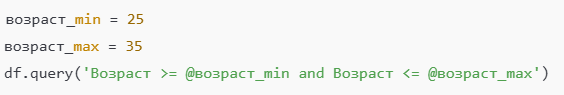 возраст_min = 25
возраст_max = 35
df.query('Возраст >= @возраст_min and Возраст <= @возраст_max')